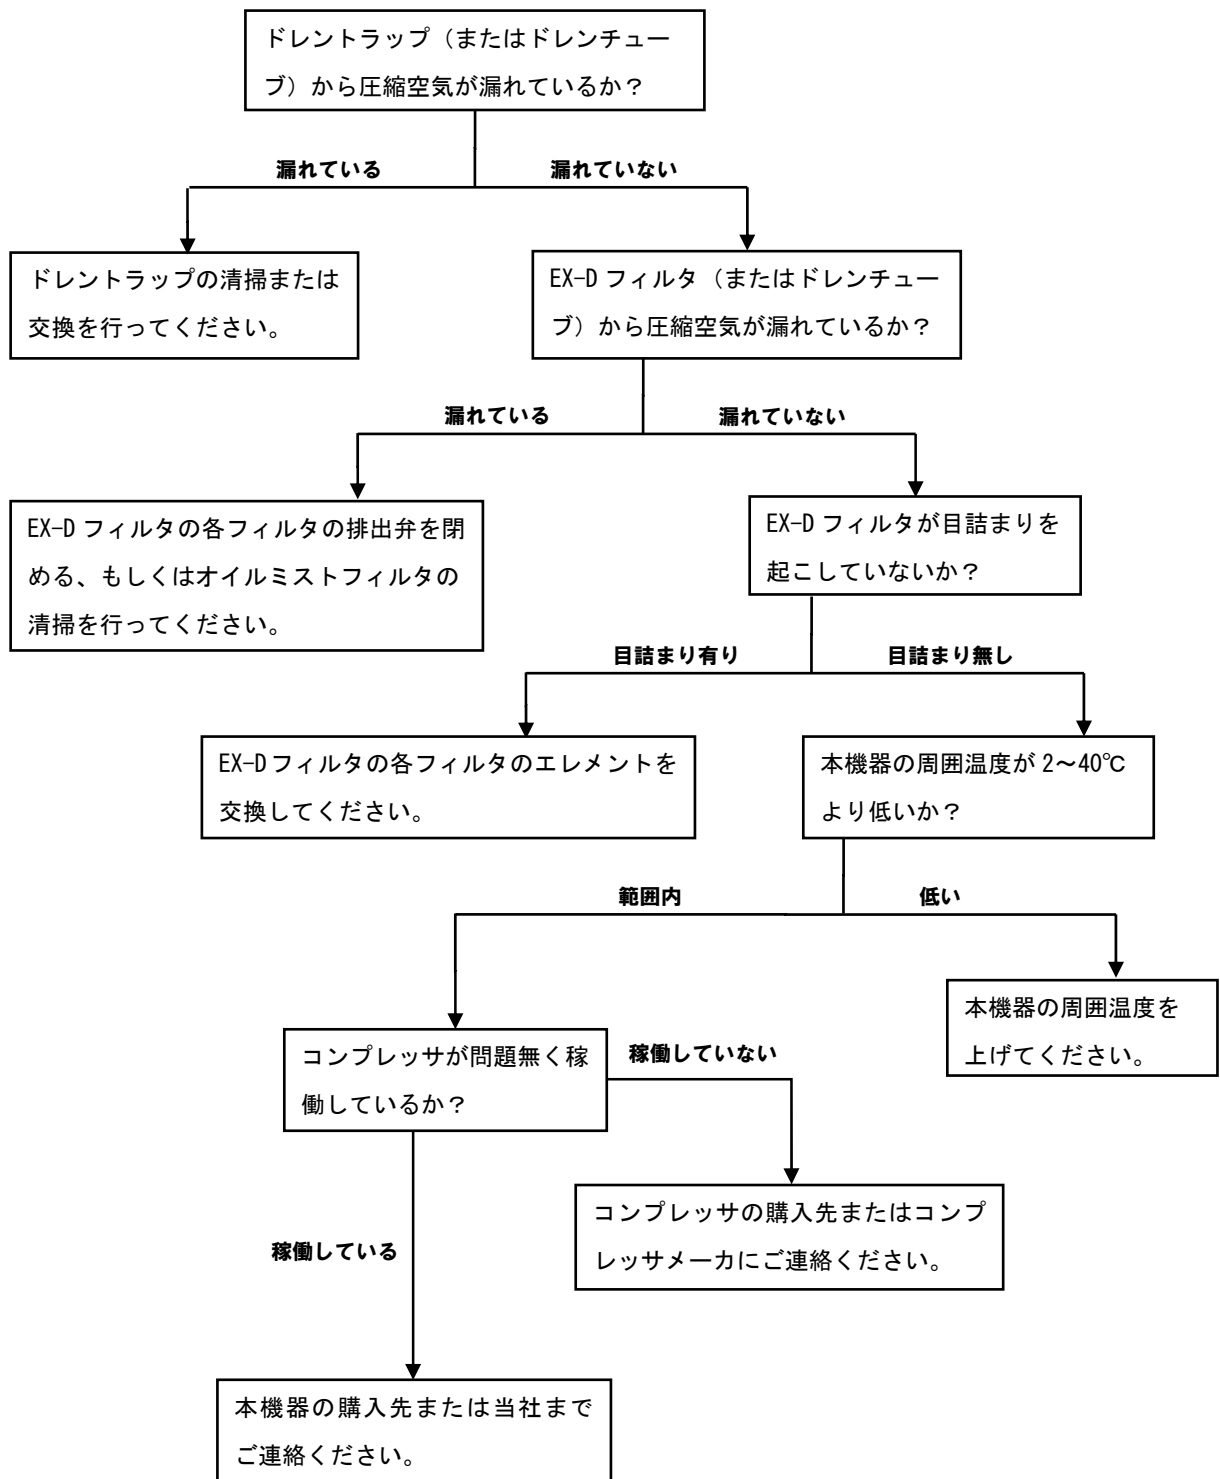 ドレントラップ（またはドレンチュー
ブ）から圧縮空気が漏れているか？
漏れている
漏れていない
ドレントラップの清掃または
交換を行ってください。
EX-D フィルタ（またはドレンチュー
ブ）から圧縮空気が漏れているか？
漏れている
漏れていない
EX-D フィルタの各フィルタの排出弁を閉
める、もしくはオイルミストフィルタの
清掃を行ってください。
EX-D フィルタが目詰まりを
起こしていないか？
目詰まり有り
目詰まり無し
EX-Dフィルタの各フィルタのエレメントを
交換してください。
本機器の周囲温度が 2～40℃
より低いか？
範囲内
低い
本機器の周囲温度を
上げてください。
コンプレッサが問題無く稼
働しているか？
稼働していない
コンプレッサの購入先またはコンプ
レッサメーカにご連絡ください。
稼働している
本機器の購入先または当社まで
ご連絡ください。